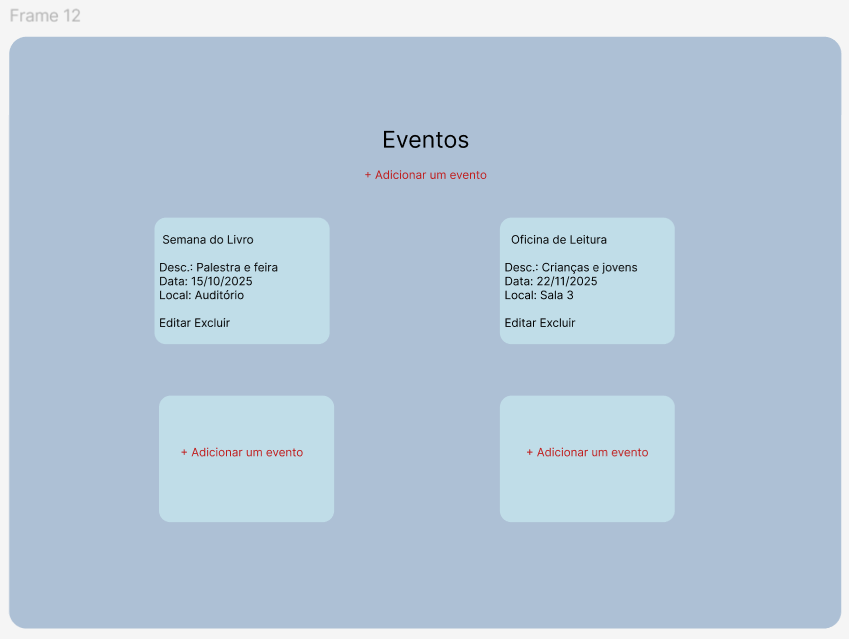 Frame 12
Eventos
+ Adicionar um evento
Semana do Livro
Desc.: Palestra e feira
Data: 15/10/2025
Local: Auditório
Editar Excluir
Oficina de Leitura
Desc.: Crianças e jovens
Data: 22/11/2025
Local: Sala 3
Editar Excluir
+ Adicionar um evento
+ Adicionar um evento